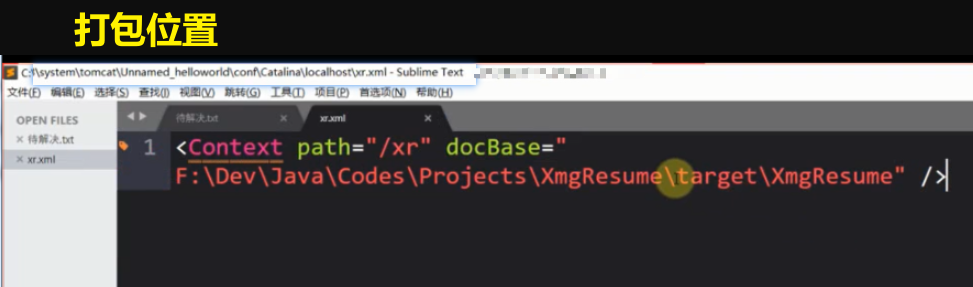 打包位置
C:\system\tomcat\Unnamed_helloworld\conf\Catalina\localhost\xr.xml - Sublime Text
文件(F) 编辑(E) 选择(S) 查找(I) 视图(V) 跳转(G) 工具(T) 项目(P) 首选项(N) 帮助(H)
OPEN FILES
待解决.txt
xr.xml
待解决.txt xr.xml
1 <Context path="/xr" docBase="
F:\Dev\Java\Codes\Projects\XmgResume\target\XmgResume" />